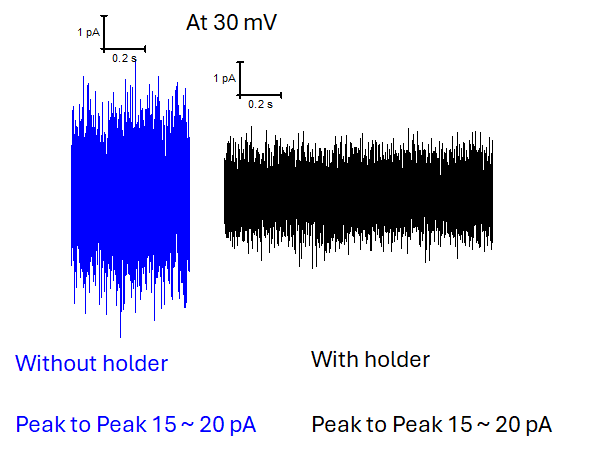 At 30 mV
1 pA
0.2 s
1 pA
0.2 s
Without holder
With holder
Peak to Peak 15 ~ 20 pA
Peak to Peak 15 ~ 20 pA